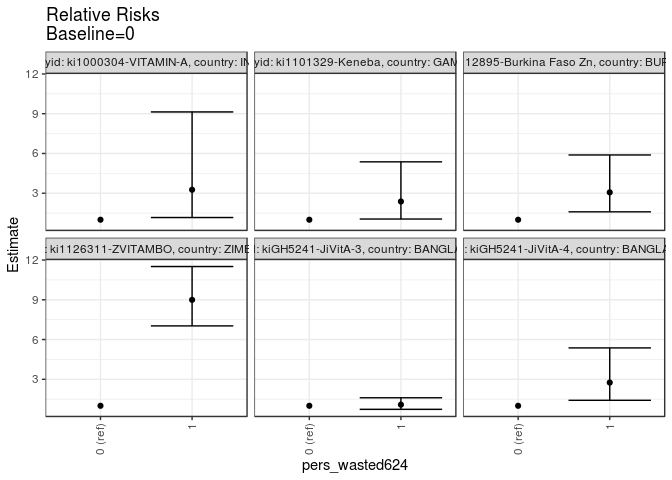 Relative Risks
Baseline=0
yid: ki1000304-VITAMIN-A, country: IN
ki1101329-Keneba, country: GAM
12895-Burkina Faso Zn, country: BUR
12
9
6
3
: ki1126311-ZVITAMBO, country: ZIME
: kiGH5241-JiVitA-3, country: BANGLA
: kiGH5241-JiVitA-4, country: BANGLA
12
9
6
3
Estimate
0 (ref)
1
0 (ref)
1
0 (ref)
1
pers_wasted624